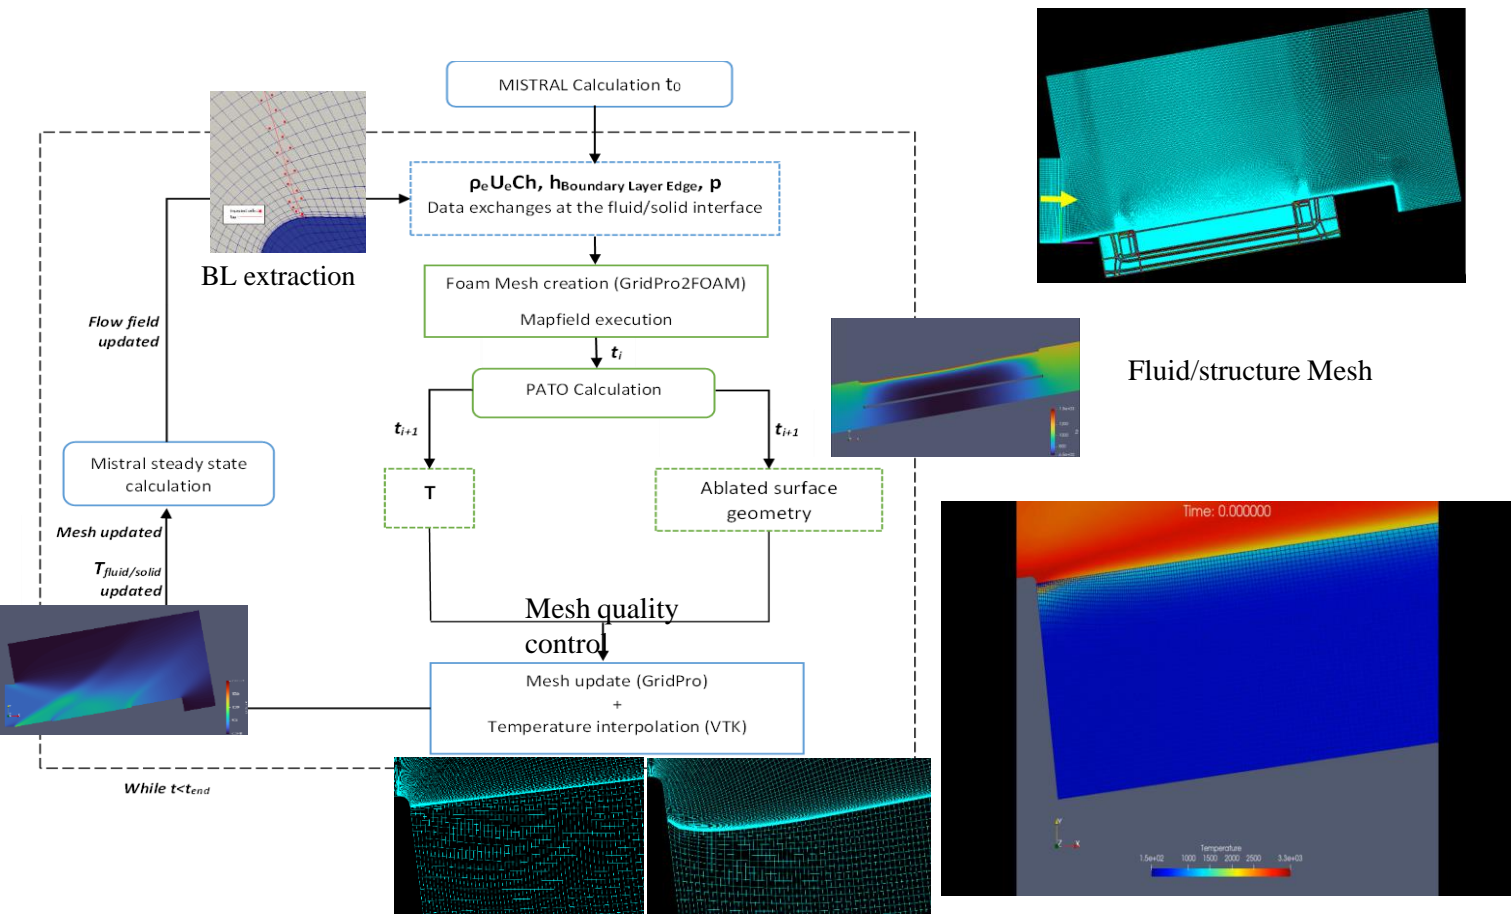 MISTRAL Calculation t0
ρeUeCh, hBoundary Layer Edge, p
Data exchanges at the fluid/solid interface
BL extraction
Foam Mesh creation (GridPro2FOAM)
Mapfield execution
Flow field
updated
ti
PATO Calculation
Fluid/structure Mesh
ti+1
ti+1
Mistral steady state
calculation
T
Ablated surface
geometry
Mesh updated
Tfluid/solid
updated
Mesh quality
control
Mesh update (GridPro)
+
Temperature interpolation (VTK)
While t<tend
Time: 0.000000
Y
Z
X
Temperature
1.5e+02 1000 1500 2000 2500 3.3e+03